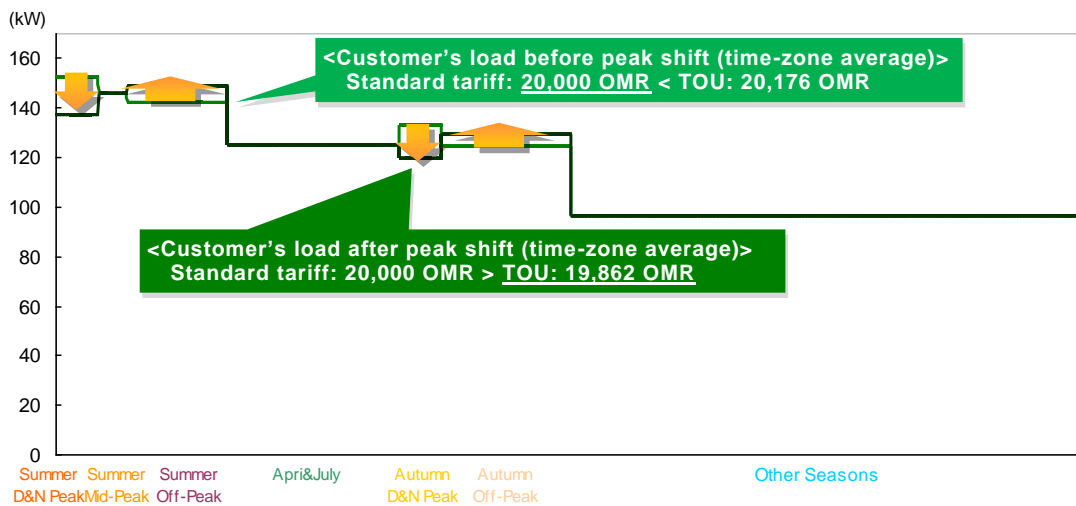 (kW)
160
<Customer's load before peak shift (time-zone average)>
Standard tariff: 20,000 OMR < TOU: 20,176 OMR
140
120
100
<Customer's load after peak shift (time-zone average)>
Standard tariff: 20,000 OMR > TOU: 19,862 OMR
80
60
40
20
0
Summer Summer Summer Apri&July Autumn Autumn Other Seasons
D&N Peak Mid-Peak Off-Peak D&N Peak Off-Peak